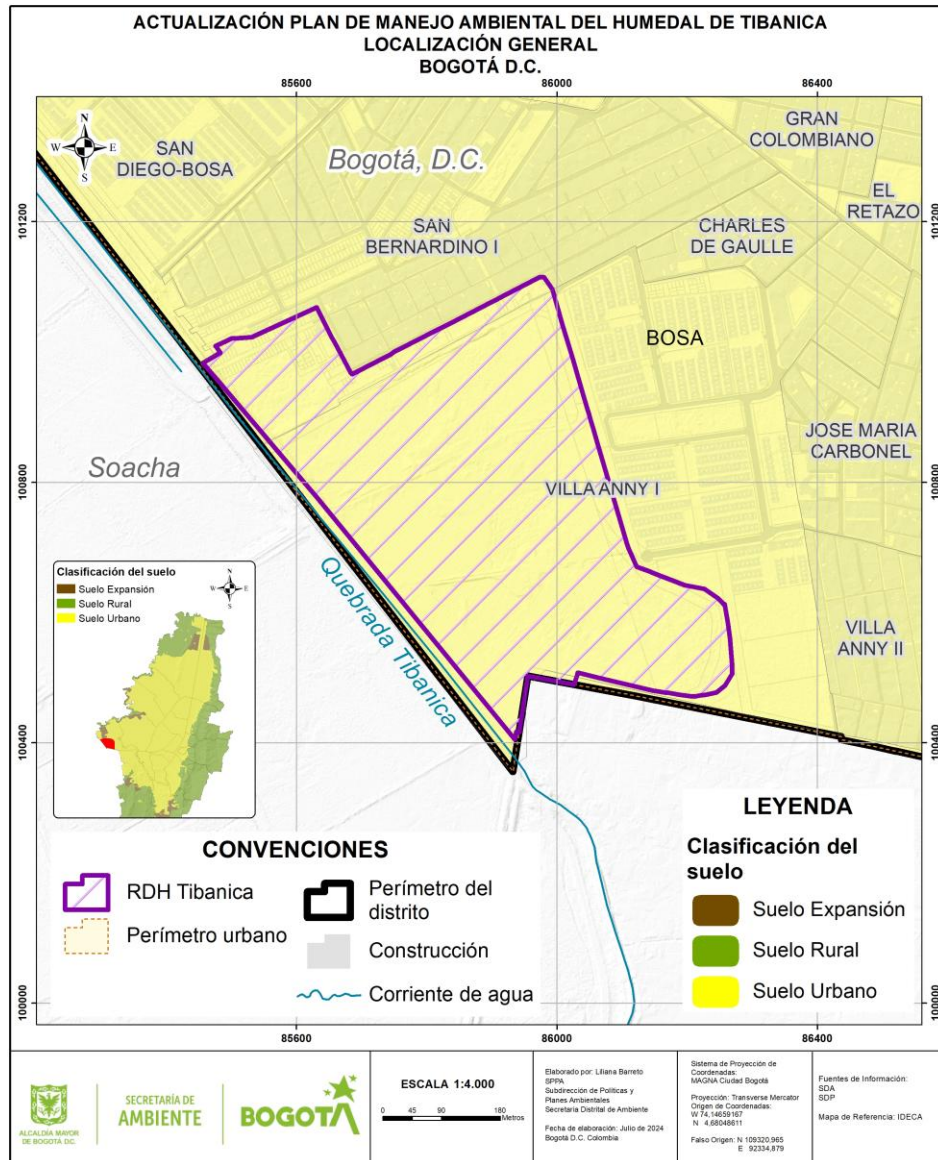 ACTUALIZACIÓN PLAN DE MANEJO AMBIENTAL DEL HUMEDAL DE TIBANICA
LOCALIZACIÓN GENERAL
BOGOTÁ D.C.
85600
86000
86400
N
W
E
S
SAN
DIEGO-BOSA
Bogotá, D.C.
GRAN
COLOMBIANO
EL
RETAZO
101200
101200
SAN
BERNARDINO I
CHARLES
DE GAULLE
BOSA
JOSE MARIA
CARBONEL
Soacha
100800
100800
VILLA ANNY I
Quebrada Tibanica
VILLA
ANNY II
Clasificación del suelo
Suelo Expansión
Suelo Rural
Suelo Urbano
N
W
E
S
100400
100400
CONVENCIONES
RDH Tibanica
Perímetro urbano
Perímetro del
distrito
Construcción
Corriente de agua
LEYENDA
Clasificación del
suelo
Suelo Expansión
Suelo Rural
Suelo Urbano
100000
100000
85600
86000
86400
ALCALDÍA MAYOR
DE BOGOTÁ D.C.
SECRETARÍA DE
AMBIENTE
BOGOTÁ
ESCALA 1:4.000
0 45 90 180
Metros
Elaborado por: Liliana Barreto
SPPA
Subdirección de Políticas y
Planes Ambientales
Secretaria Distrital de Ambiente
Fecha de elaboración: Julio de 2024
Bogotá D.C. Colombia
Sistema de Proyección de
Coordenadas:
MAGNA Ciudad Bogotá
Proyección: Transverse Mercator
Origen de Coordenadas:
W 74,14659167
N 4,68048611
Falso Origen: N 109320,965
E 92334,879
Fuentes de Información:
SDA
SDP
Mapa de Referencia: IDECA